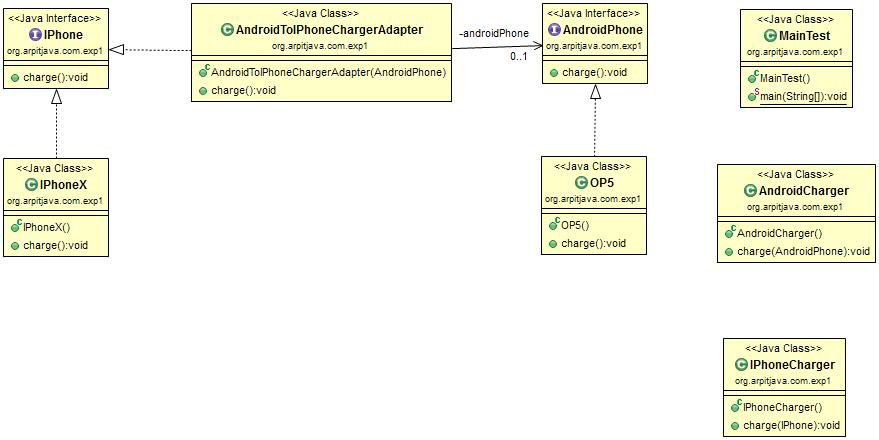 <<Java Interface>>
IPhone
org.arpitjava.com.exp1
charge():void
<<Java Class>>
AndroidToIPhoneChargerAdapter
org.arpitjava.com.exp1
AndroidToIPhoneChargerAdapter(AndroidPhone)
charge():void
-androidPhone
0..1
<<Java Interface>>
AndroidPhone
org.arpitjava.com.exp1
charge():void
<<Java Class>>
MainTest
org.arpitjava.com.exp1
MainTest()
main(String[]):void
<<Java Class>>
IPhoneX
org.arpitjava.com.exp1
IPhoneX()
charge():void
<<Java Class>>
OP5
org.arpitjava.com.exp1
OP5()
charge():void
<<Java Class>>
AndroidCharger
org.arpitjava.com.exp1
AndroidCharger()
charge(AndroidPhone):void
<<Java Class>>
IPhoneCharger
org.arpitjava.com.exp1
IPhoneCharger()
charge(IPhone):void